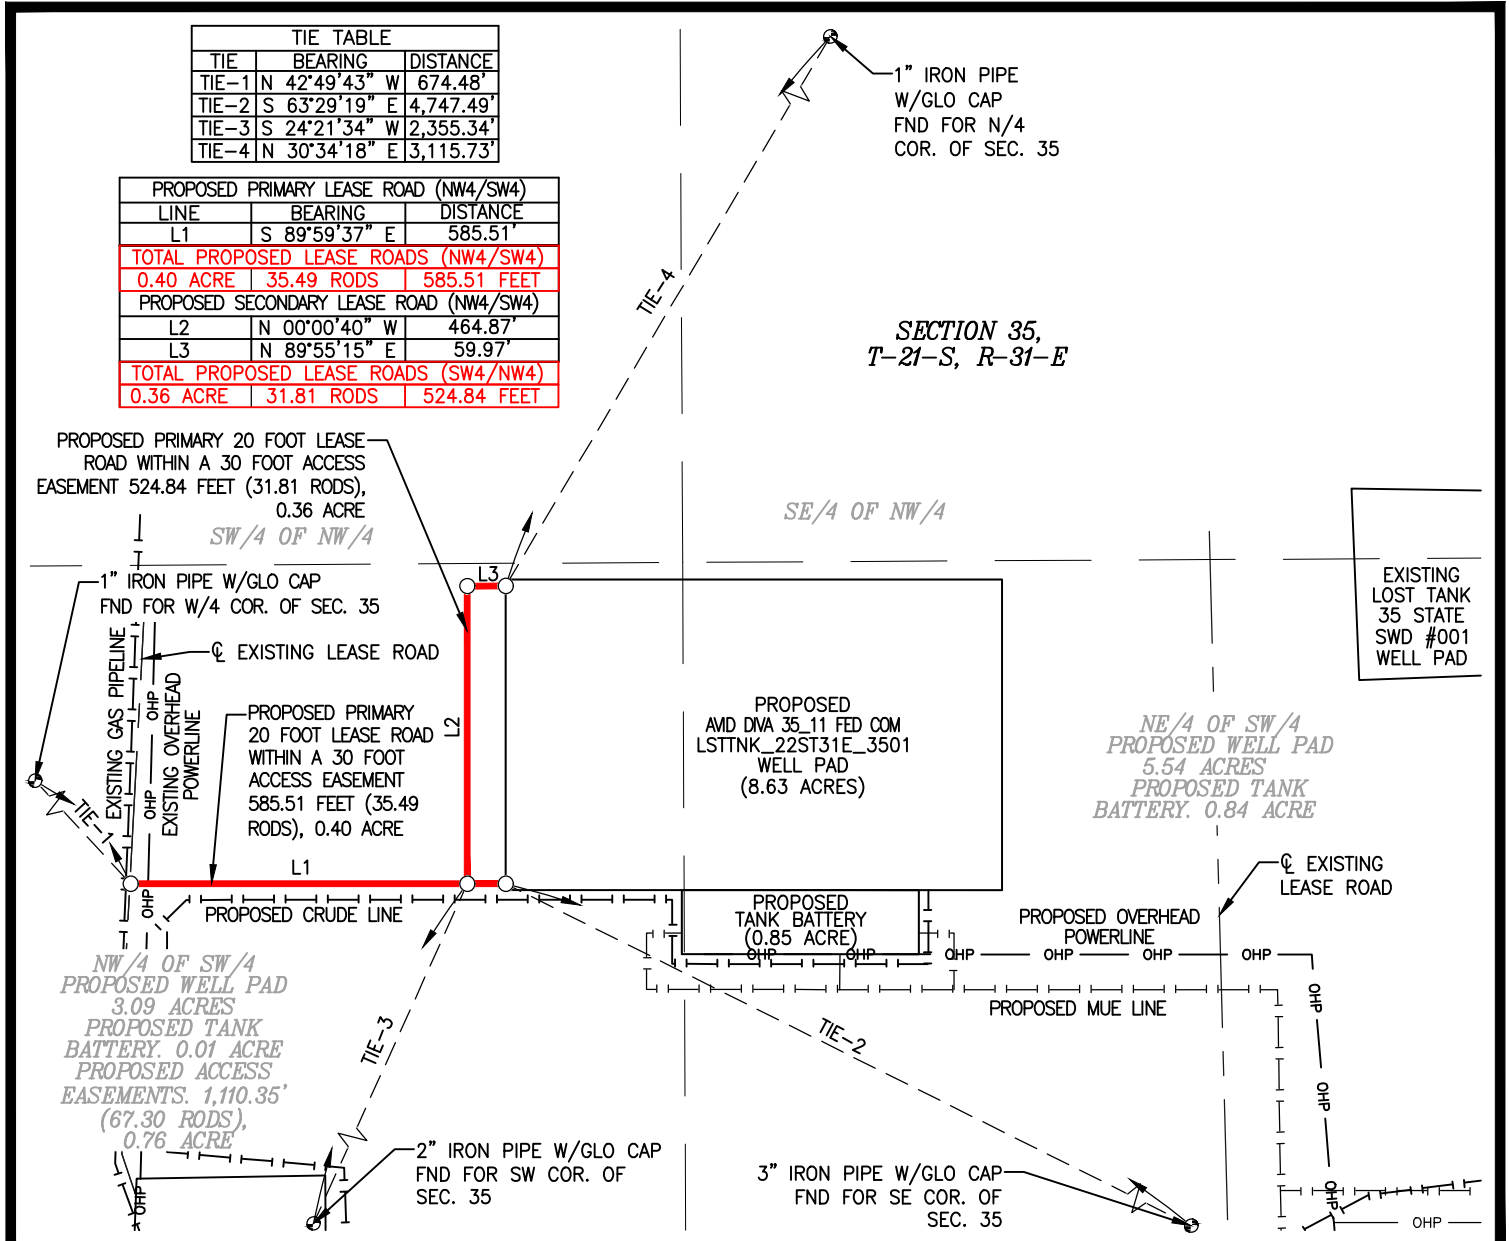 TIE TABLE
TIE BEARING DISTANCE
TIE-1 N 42°49'43" W 674.48'
TIE-2 S 63°29'19" E 4,747.49'
TIE-3 S 24°21'34" W 2,355.34'
TIE-4 N 30°34'18" E 3,115.73'
PROPOSED PRIMARY LEASE ROAD (NW4/SW4)
LINE BEARING DISTANCE
L1 S 89°59'37" E 585.51'
TOTAL PROPOSED LEASE ROADS (NW4/SW4)
0.40 ACRE 35.49 RODS 585.51 FEET
PROPOSED SECONDARY LEASE ROAD (NW4/SW4)
L2 N 00°00'40" W 464.87'
L3 N 89°55'15" E 59.97'
TOTAL PROPOSED LEASE ROADS (SW4/NW4)
0.36 ACRE 31.81 RODS 524.84 FEET
1" IRON PIPE
W/GLO CAP
FND FOR N/4
COR. OF SEC. 35
TIE-4
SECTION 35,
T-21-S, R-31-E
PROPOSED PRIMARY 20 FOOT LEASE
ROAD WITHIN A 30 FOOT ACCESS
EASEMENT 524.84 FEET (31.81 RODS),
0.36 ACRE
SW/4 OF NW/4
SE/4 OF NW/4
1" IRON PIPE W/GLO CAP
FND FOR W/4 COR. OF SEC. 35
L3
EXISTING
LOST TANK
35 STATE
SWD #001
WELL PAD
℄ EXISTING LEASE ROAD
EXISTING GAS PIPELINE
OHP
OHP
EXISTING OVERHEAD
POWERLINE
PROPOSED PRIMARY
20 FOOT LEASE ROAD
WITHIN A 30 FOOT
ACCESS EASEMENT
585.51 FEET (35.49
RODS), 0.40 ACRE
L2
PROPOSED
AVID DIVA 35_11 FED COM
LSTTNK_22ST31E_3501
WELL PAD
(8.63 ACRES)
NE/4 OF SW/4
PROPOSED WELL PAD
5.54 ACRES
PROPOSED TANK
BATTERY. 0.84 ACRE
TIE-1
L1
℄ EXISTING
LEASE ROAD
OHP
PROPOSED CRUDE LINE
PROPOSED
TANK BATTERY
(0.85 ACRE)
PROPOSED OVERHEAD
POWERLINE
OHP
OHP
OHP
OHP
OHP
OHP
OHP
NW/4 OF SW/4
PROPOSED WELL PAD
3.09 ACRES
PROPOSED TANK
BATTERY. 0.01 ACRE
PROPOSED ACCESS
EASEMENTS. 1,110.35'
(67.30 RODS),
0.76 ACRE
PROPOSED MUE LINE
TIE-3
TIE-2
OHP
2" IRON PIPE W/GLO CAP
FND FOR SW COR. OF
SEC. 35
3" IRON PIPE W/GLO CAP
FND FOR SE COR. OF
SEC. 35
OHP
OHP
OHP